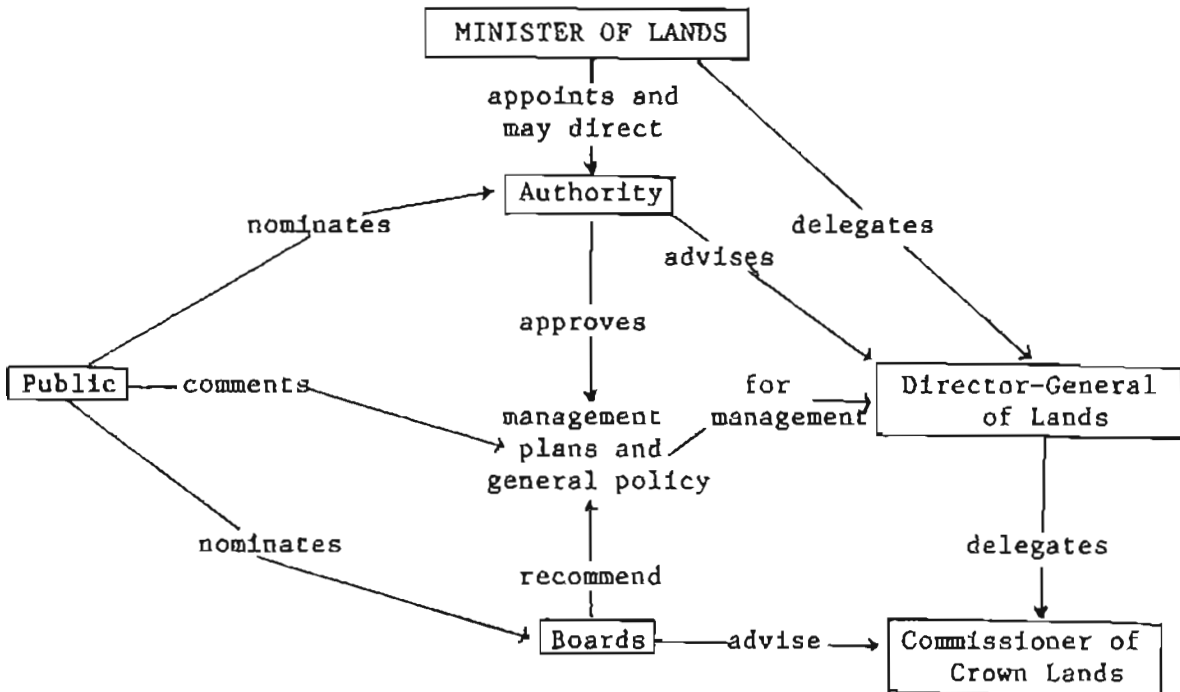 MINISTER OF LANDS
appoints and
may direct
Authority
nominates
delegates
advises
approves
Public
comments
for
management
Director-General
of Lands
management
plans and
general policy
nominates
delegates
recommend
Boards
advise
Commissioner of
Crown Lands